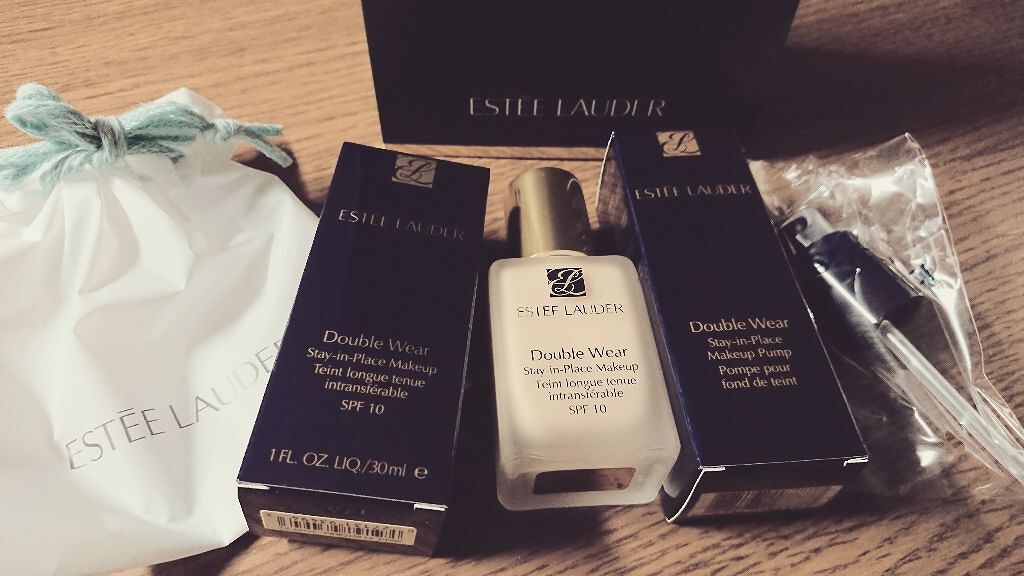 ESTĒE LAUDER
ESTĒE LAUDER
ESTĒE LAUDER
Double Wear
Stay-in-Place Makeup
Teint longue tenue
intransférable
SPF 10
1 FL. OZ. LIQ./30ml e
ESTĒE LAUDER
Double Wear
Stay-in-Place Makeup
Teint longue tenue
intransférable
SPF 10
ESTĒE LAUDER
Double Wear
Stay-in-Place
Makeup Pump
Pompe pour
fond de teint